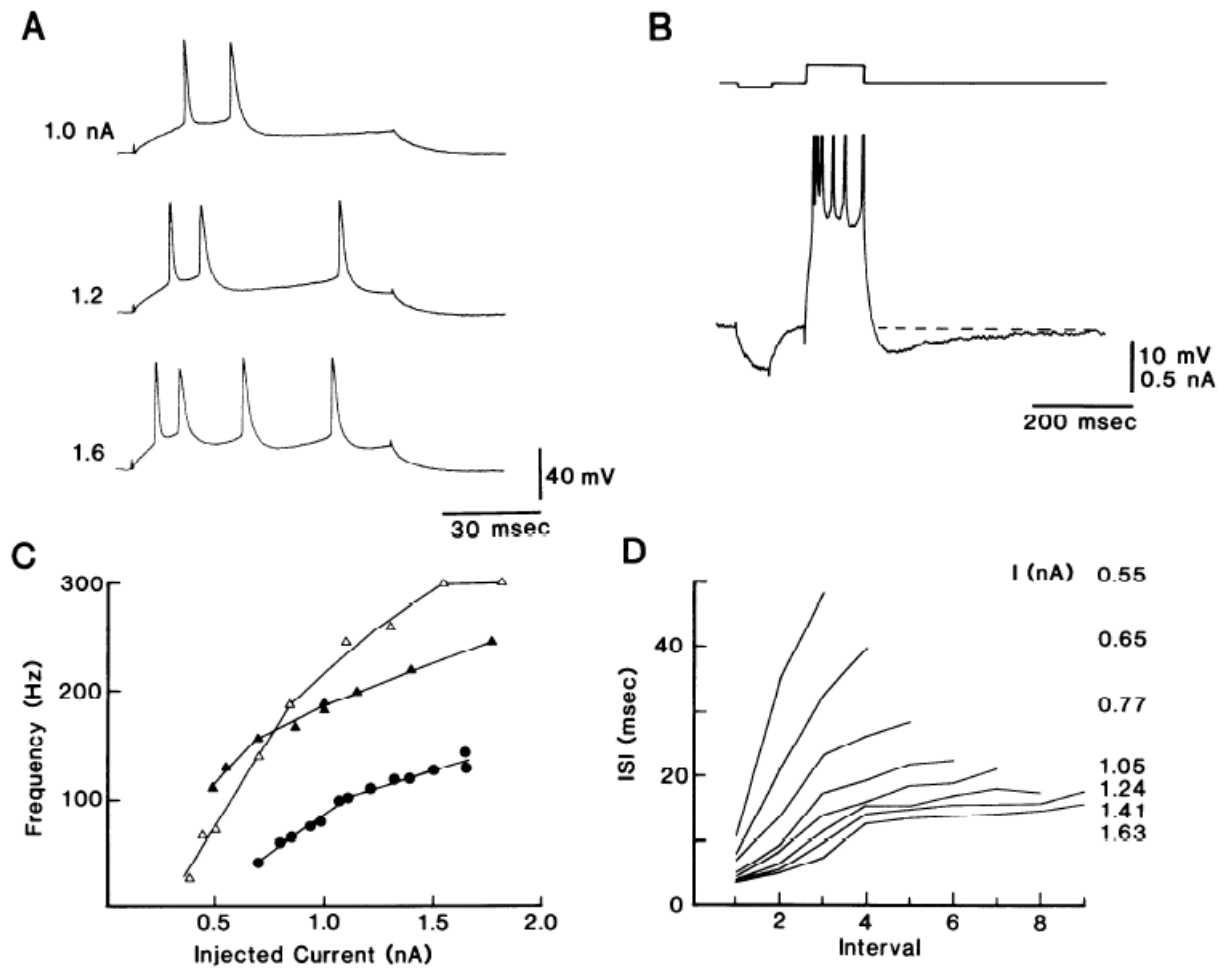 A
1.0 nA
1.2
1.6
40 mV
30 msec
B
10 mV
0.5 nA
200 msec
C
Frequency (Hz)
300
200
100
0.5
1.0
1.5
2.0
Injected Current (nA)
D
I (nA)
0.55
0.65
0.77
1.05
1.24
1.41
1.63
ISI (msec)
40
20
0
2
4
6
8
Interval